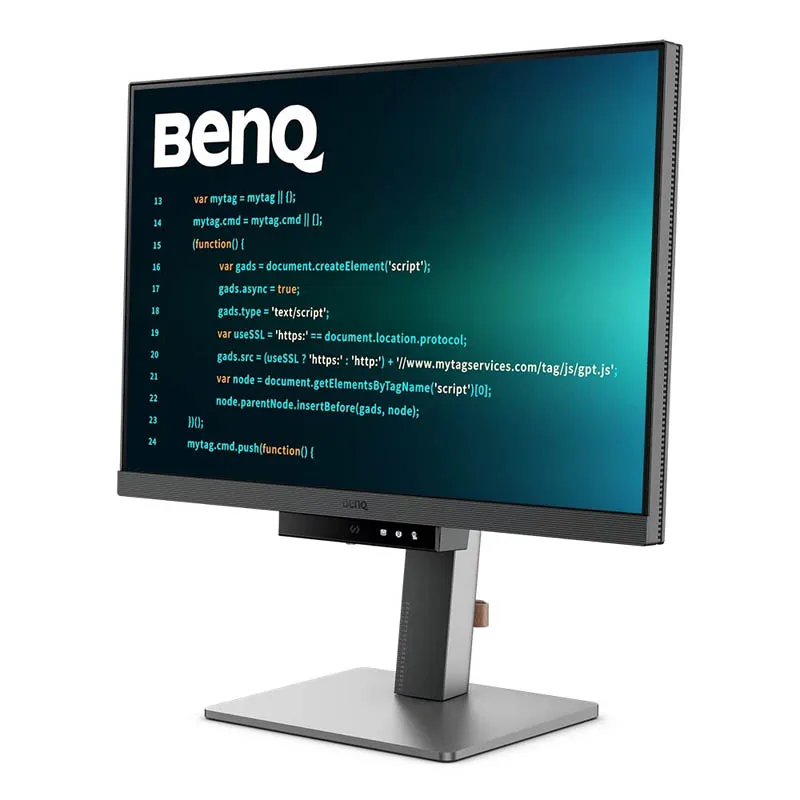 BenQ
13 var mytag = mytag || {};
14 mytag.cmd = mytag.cmd || [];
15 (function() {
16 var gads = document.createElement('script');
17 gads.async = true;
18 gads.type = 'text/script';
19 var useSSL = 'https:' == document.location.protocol;
20 gads.src = (useSSL ? 'https:' : 'http:') + '//www.mytagservices.com/tag/js/gpt.js';
21 var node = document.getElementsByTagName('script')[0];
22 node.parentNode.insertBefore(gads, node);
23 })();
24 mytag.cmd.push(function() {
BenQ